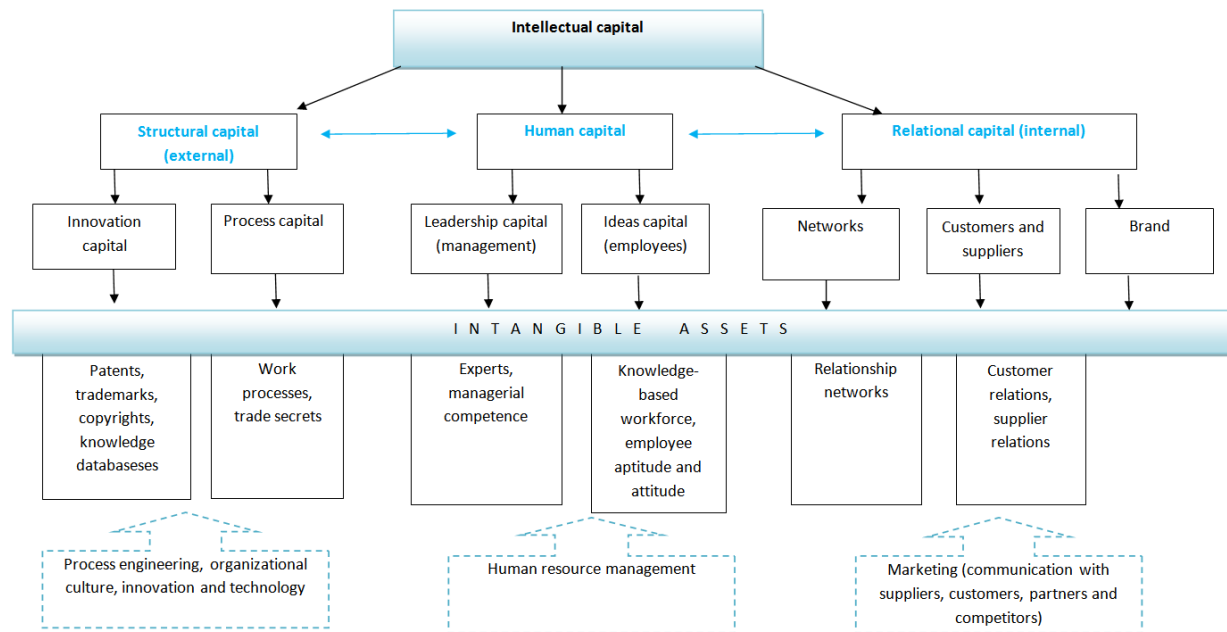 Intellectual capital
Structural capital
(external)
Human capital
Relational capital (internal)
Innovation
capital
Process capital
Leadership capital
(management)
Ideas capital
(employees)
Networks
Customers and
suppliers
Brand
I N T A N G I B L E A S S E T S
Patents,
trademarks,
copyrights,
knowledge
databaseses
Work
processes,
trade secrets
Experts,
managerial
competence
Knowledge-
based
workforce,
employee
aptitude and
attitude
Relationship
networks
Customer
relations,
supplier
relations
Process engineering, organizational
culture, innovation and technology
Human resource management
Marketing (communication with
suppliers, customers, partners and
competitors)